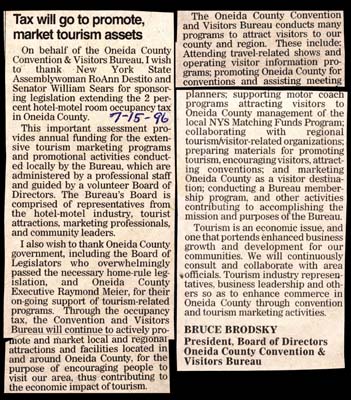 Tax will go to promote,
market tourism assets
On behalf of the Oneida County
Convention & Visitors Bureau, I wish
to thank New York State
Assemblywoman RoAnn Destito and
Senator William Sears for sponsor-
ing legislation extending the 2 per-
cent hotel-motel room occupancy tax
in Oneida County. 7-15-96
This important assessment pro-
vides annual funding for the exten-
sive tourism marketing programs
and promotional activities conduct-
ed locally by the Bureau, which are
administered by a professional staff
and guided by a volunteer Board of
Directors. The Bureau's Board is
comprised of representatives from
the hotel-motel industry, tourist
attractions, marketing professionals,
and community leaders.
I also wish to thank Oneida County
government, including the Board of
Legislators who overwhelmingly
passed the necessary home-rule leg-
islation, and Oneida County
Executive Raymond Meier, for their
on-going support of tourism-related
programs. Through the occupancy
tax, the Convention and Visitors
Bureau will continue to actively pro-
mote and market local and regional
attractions and facilities located in
and around Oneida County, for the
purpose of encouraging people to
visit our area, thus contributing to
the economic impact of tourism.
The Oneida County Convention
and Visitors Bureau conducts many
programs to attract visitors to our
county and region. These include:
Attending travel-related shows and
operating visitor information pro-
grams; promoting Oneida County for
conventions and assisting meeting
planners; supporting motor coach
programs attracting visitors to
Oneida County management of the
local NYS Matching Funds Program;
collaborating with regional
tourism/visitor-related organizations;
preparing materials for promoting
tourism, encouraging visitors, attract-
ing conventions; and marketing
Oneida County as a visitor destina-
tion; conducting a Bureau member-
ship program, and other activities
contributing to accomplishing the
mission and purposes of the Bureau.
Tourism is an economic issue, and
one that portends enhanced business
growth and development for our
communities. We will continously
consult and collaborate with area
officials. Tourism industry represen-
tatives, business leadership and oth-
ers so as to enhance commerce in
Oneida County through convention
and tourism marketing activities.
BRUCE BRODSKY
President, Board of Directors
Oneida County Convention &
Visitors Bureau